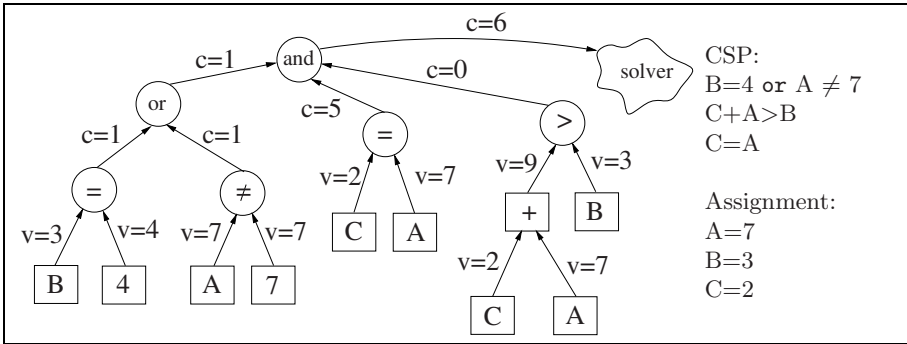 c=6
and
c=1
c=0
solver
c=5
or
c=1
c=1
=
>
v=9
v=3
=
≠
v=2
v=7
+
B
v=3
v=4
v=7
v=7
C
A
v=2
v=7
B
4
A
7
C
A
CSP:
B=4 or A ≠ 7
C+A>B
C=A
Assignment:
A=7
B=3
C=2